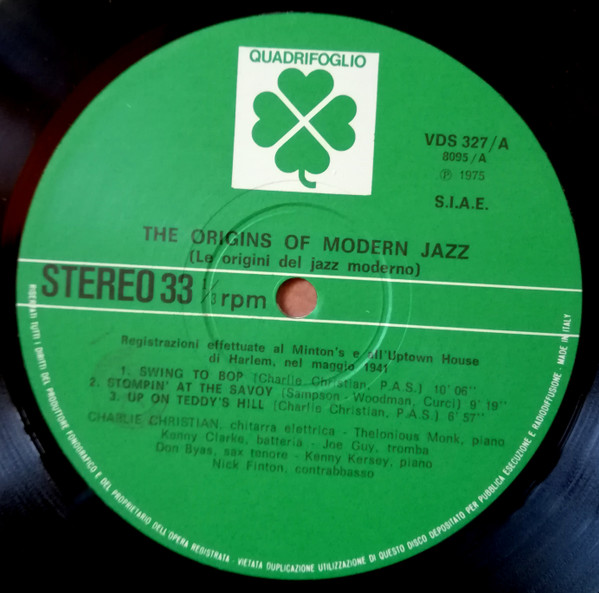 QUADRIFOGLIO
VDS 327/A
8095/A
Ⓟ 1975
S.I.A.E.
THE ORIGINS OF MODERN JAZZ
(Le origini del jazz moderno)
STEREO 33 1/3 rpm
Registrazioni effettuate al Minton's e all'Uptown House
di Harlem, nel maggio 1941
1. SWING TO BOP (Charlie Christian, P.A.S.) 10' 06''
2. STOMPIN' AT THE SAVOY (Sampson - Woodman, Curci) 9' 19''
3. UP ON TEDDY'S HILL (Charlie Christian, P.A.S.) 6' 57''
CHARLIE CHRISTIAN, chitarra elettrica - Thelonious Monk, piano
Kenny Clarke, batteria - Joe Guy, tromba
Don Byas, sax tenore - Kenny Kersey, piano
Nick Finton, contrabbasso
RISERVATI TUTTI I DIRITTI DEL PRODUTTORE FONOGRAFICO E DEL PROPRIETARIO DELL'OPERA REGISTRATA - VIETATA DUPLICAZIONE UTILIZZAZIONE DI QUESTO DISCO DEPOSITATO PER PUBBLICA ESECUZIONE E RADIODIFFUSIONE - MADE IN ITALY